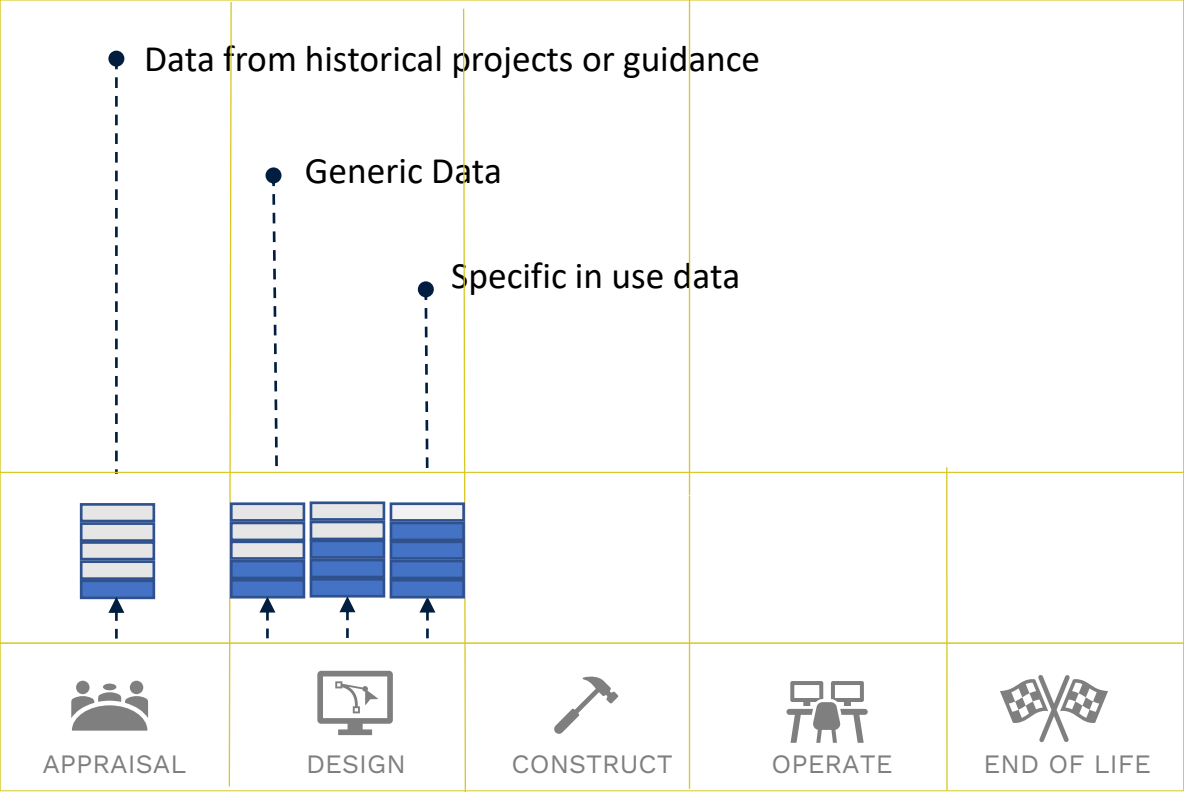 Data from historical projects or guidance
Generic Data
Specific in use data
APPRAISAL
DESIGN
CONSTRUCT
OPERATE
END OF LIFE